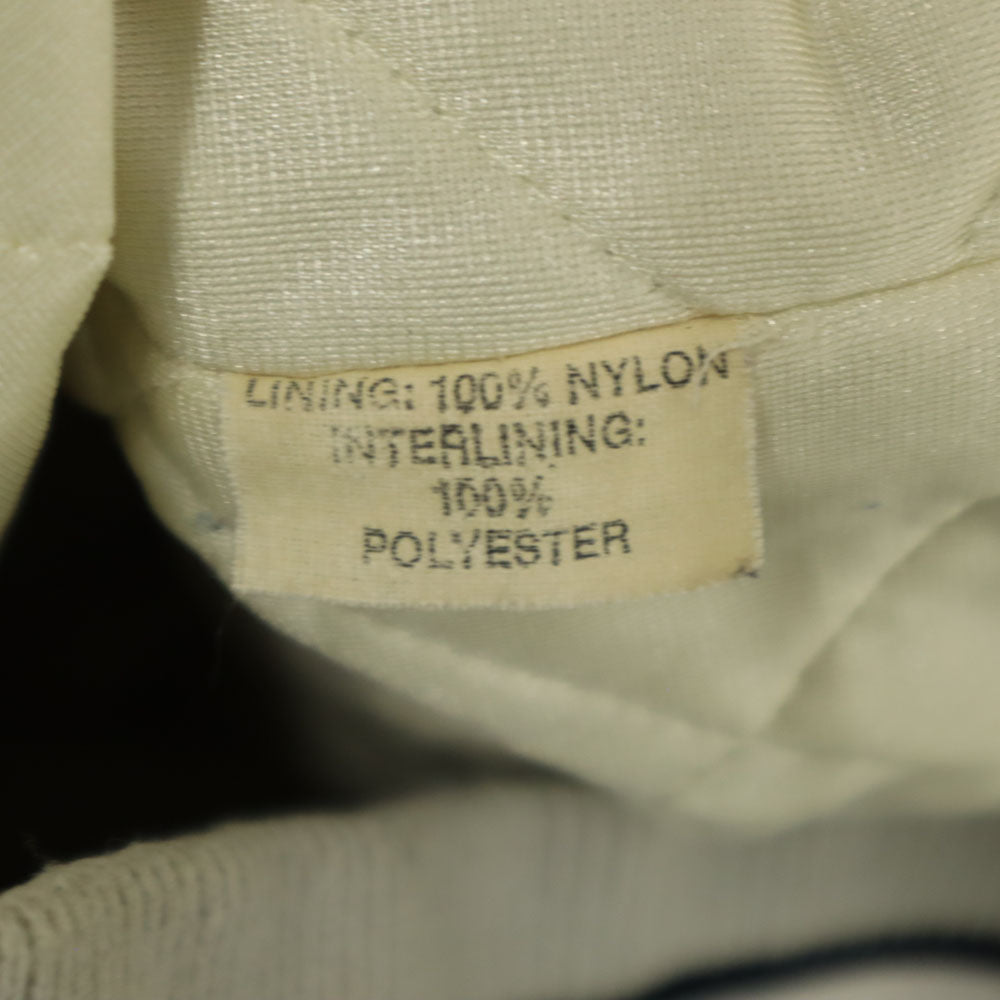 LINING: 100% NYLON
INTERLINING:
100%
POLYESTER